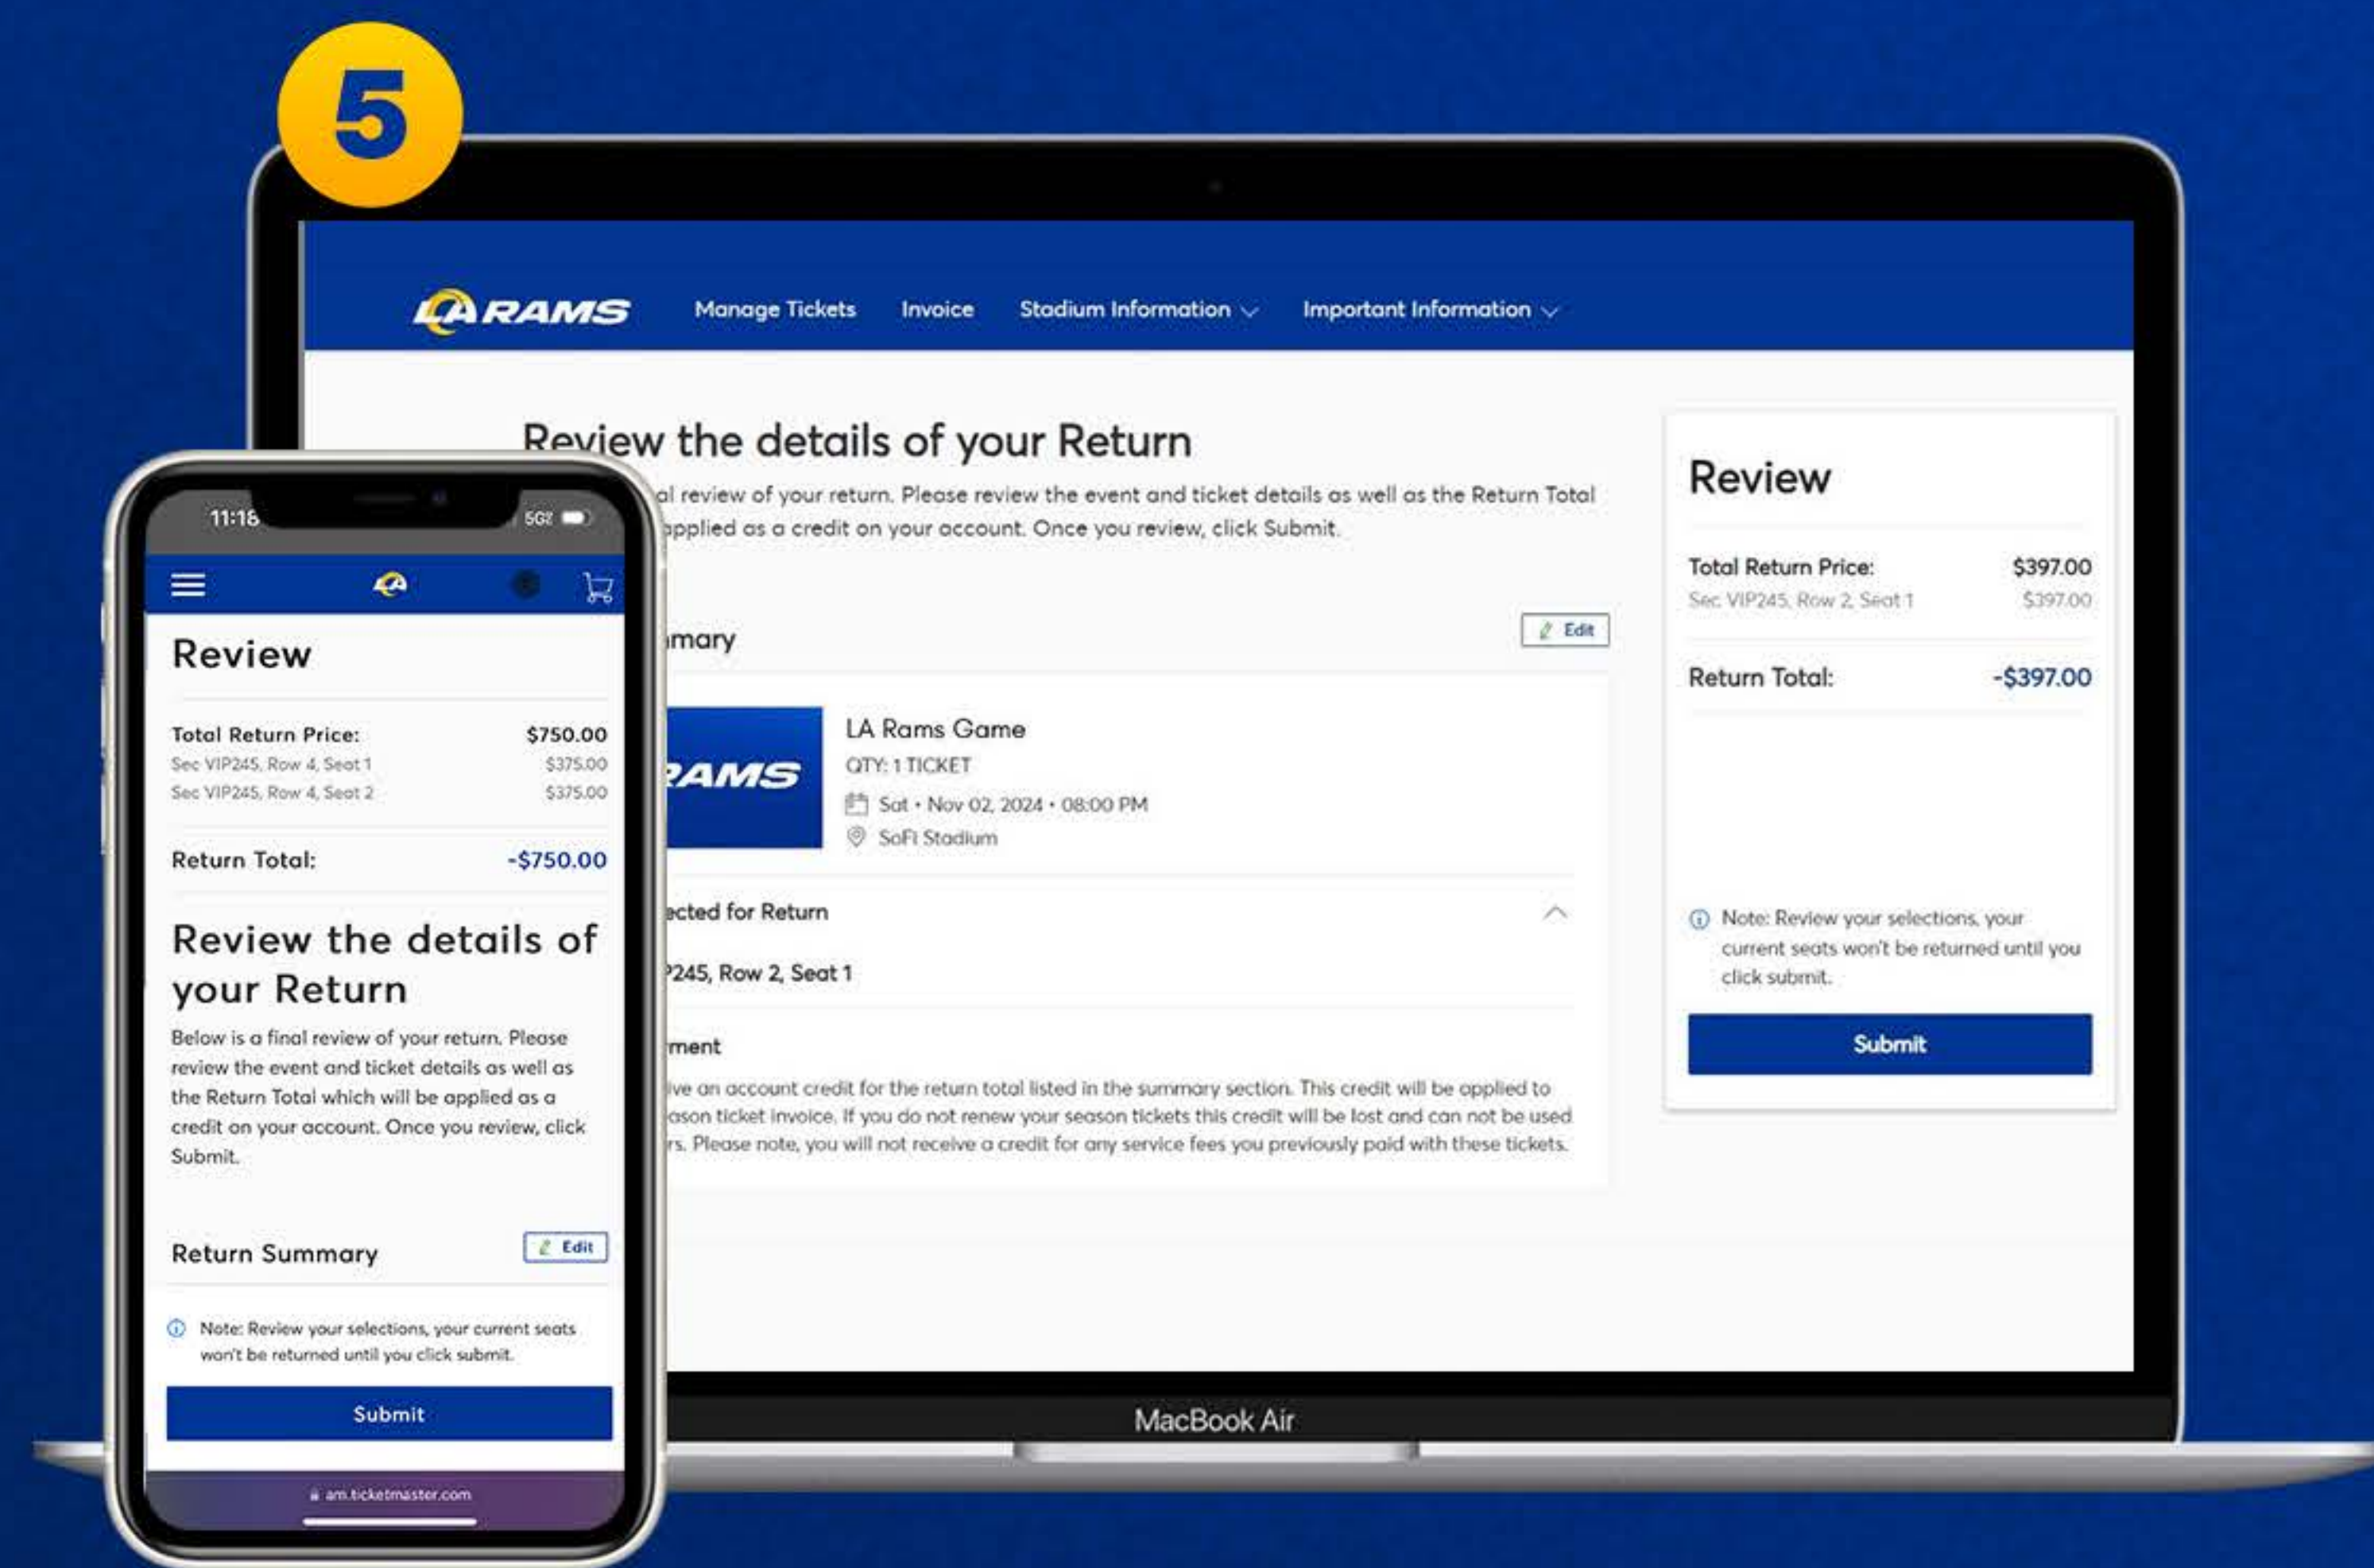 5
LA RAMS
Manage Tickets
Invoice
Stadium Information
Important Information
Review the details of your Return
al review of your return. Please review the event and ticket details as well as the Return Total
applied as a credit on your account. Once you review, click Submit.
mmary
Edit
RAMS
LA Rams Game
QTY: 1 TICKET
Sat • Nov 02, 2024 • 08:00 PM
SoFi Stadium
ected for Return
P245, Row 2, Seat 1
ment
ive an account credit for the return total listed in the summary section. This credit will be applied to
ason ticket invoice. If you do not renew your season tickets this credit will be lost and can not be used
rs. Please note, you will not receive a credit for any service fees you previously paid with these tickets.
Review
Total Return Price: $397.00
Sec VIP245, Row 2, Seat 1 $397.00
Return Total: -$397.00
Note: Review your selections, your
current seats won't be returned until you
click submit.
Submit
MacBook Air
11:18
LA
Review
Total Return Price: $750.00
Sec VIP245, Row 4, Seat 1 $375.00
Sec VIP245, Row 4, Seat 2 $375.00
Return Total: -$750.00
Review the details of
your Return
Below is a final review of your return. Please
review the event and ticket details as well as
the Return Total which will be applied as a
credit on your account. Once you review, click
Submit.
Return Summary
Edit
Note: Review your selections, your current seats
won't be returned until you click submit.
Submit
am.ticketmaster.com